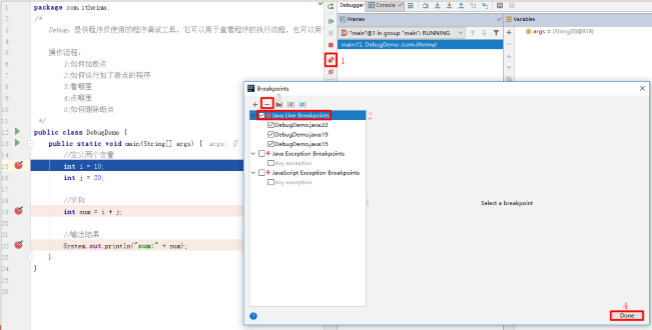 package com.itheima;
/*
Debug: 是供程序员使用的程序调试工具，它可以用于查看程序的执行流程，也可以用
操作流程:
1:如何加断点
2:如何运行加了断点的程序
3:看哪里
4:点哪里
5:如何删除断点
*/
public class DebugDemo {
public static void main(String[] args) { args:
//定义两个变量
int i = 10;
int j = 20;
//求和
int sum = i + j;
//输出结果
System.out.println("sum:" + sum);
}
}
Debugger
Console
Frames
Variables
"main"@1 in group "main": RUNNING
main:15, DebugDemo (com.itheima)
args = {String[0]@818}
1
Breakpoints
3
Java Line Breakpoints
2
DebugDemo.java:22
DebugDemo.java:19
DebugDemo.java:15
Java Exception Breakpoints
Any exception
JavaScript Exception Breakpoints
Any exception
Select a breakpoint
4
Done